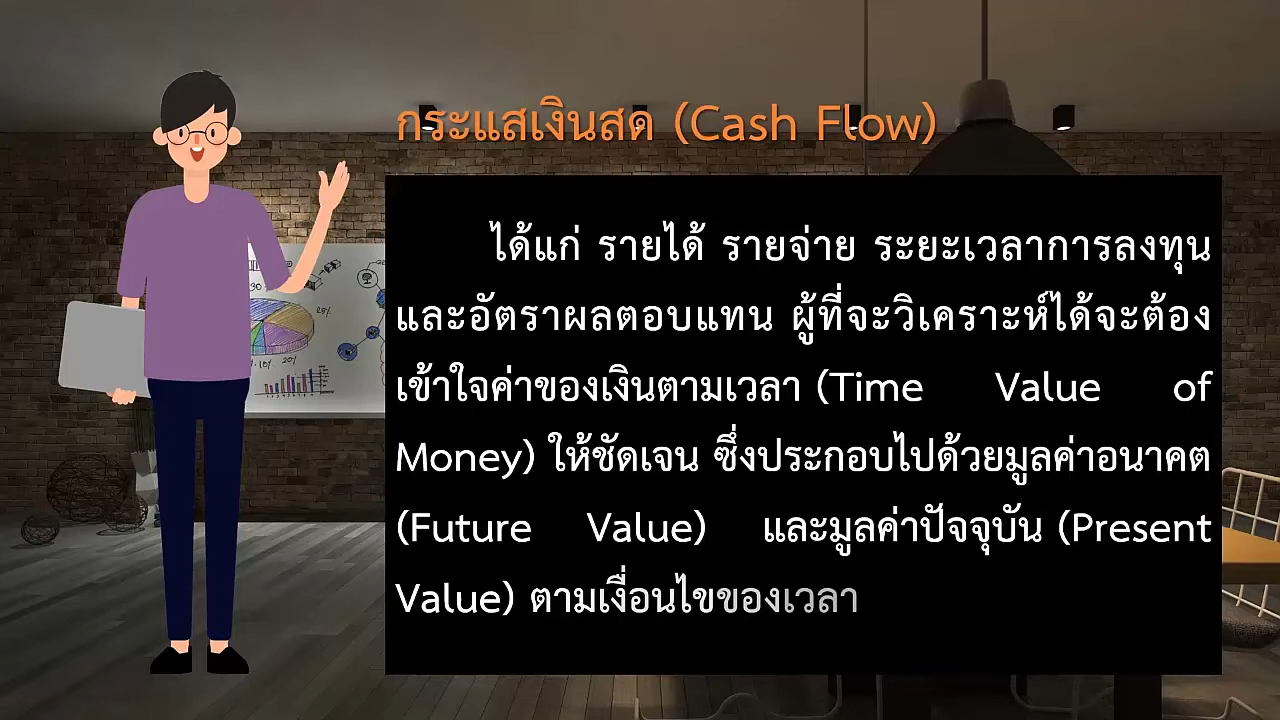 กระแสเงินสด (Cash Flow)
ได้แก่ รายได้ รายจ่าย ระยะเวลาการลงทุน
และอัตราผลตอบแทน ผู้ที่จะวิเคราะห์ได้จะต้อง
เข้าใจค่าของเงินตามเวลา (Time Value of
Money) ให้ชัดเจน ซึ่งประกอบไปด้วยมูลค่าอนาคต
(Future Value) และมูลค่าปัจจุบัน (Present
Value) ตามเงื่อนไขของเวลา
25%
20%